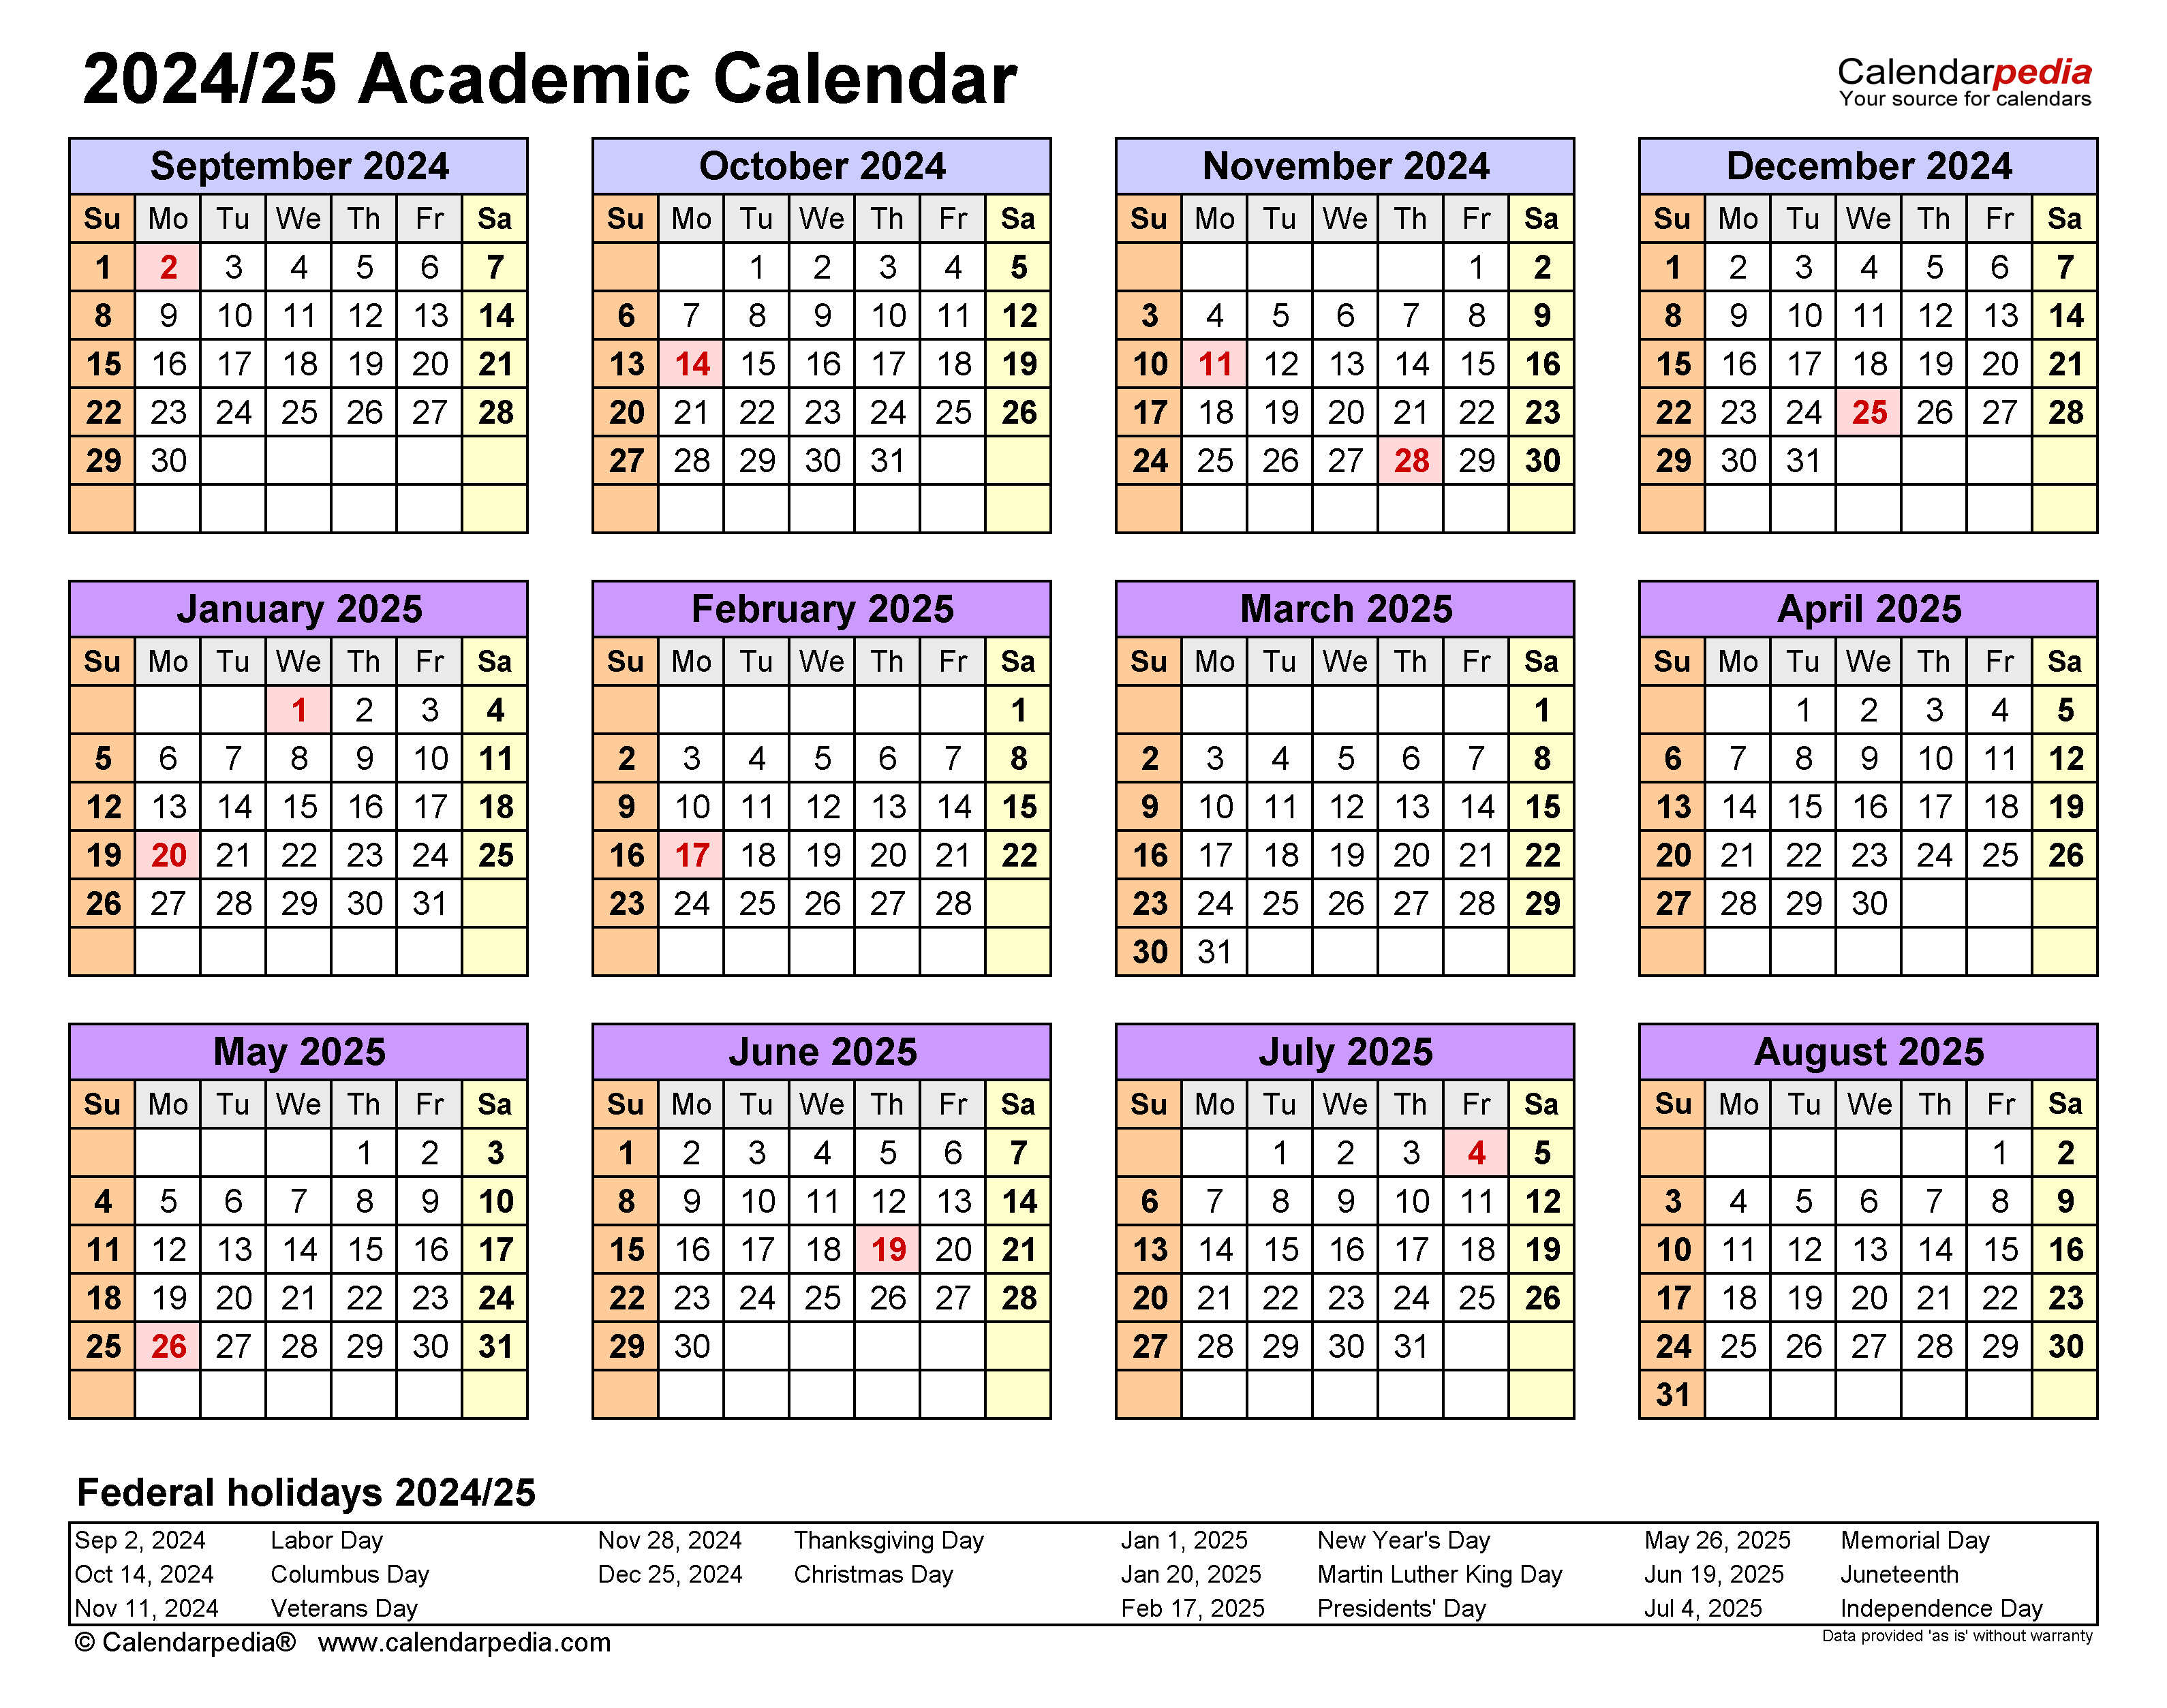 2024/25 Academic Calendar
Calendarpedia
Your source for calendars
September 2024 October 2024 November 2024 December 2024
Su Mo Tu We Th Fr Sa Su Mo Tu We Th Fr Sa Su Mo Tu We Th Fr Sa Su Mo Tu We Th Fr Sa
1 2 3 4 5 6 7 1 2 3 4 5 1 2 1 2 3 4 5 6 7
8 9 10 11 12 13 14 6 7 8 9 10 11 12 3 4 5 6 7 8 9 8 9 10 11 12 13 14
15 16 17 18 19 20 21 13 14 15 16 17 18 19 10 11 12 13 14 15 16 15 16 17 18 19 20 21
22 23 24 25 26 27 28 20 21 22 23 24 25 26 17 18 19 20 21 22 23 22 23 24 25 26 27 28
29 30 27 28 29 30 31 24 25 26 27 28 29 30 29 30 31
January 2025 February 2025 March 2025 April 2025
Su Mo Tu We Th Fr Sa Su Mo Tu We Th Fr Sa Su Mo Tu We Th Fr Sa Su Mo Tu We Th Fr Sa
1 2 3 4 1 1 1 2 3 4 5
5 6 7 8 9 10 11 2 3 4 5 6 7 8 2 3 4 5 6 7 8 6 7 8 9 10 11 12
12 13 14 15 16 17 18 9 10 11 12 13 14 15 9 10 11 12 13 14 15 13 14 15 16 17 18 19
19 20 21 22 23 24 25 16 17 18 19 20 21 22 16 17 18 19 20 21 22 20 21 22 23 24 25 26
26 27 28 29 30 31 23 24 25 26 27 28 23 24 25 26 27 28 29 27 28 29 30
30 31
May 2025 June 2025 July 2025 August 2025
Su Mo Tu We Th Fr Sa Su Mo Tu We Th Fr Sa Su Mo Tu We Th Fr Sa Su Mo Tu We Th Fr Sa
1 2 3 1 2 3 4 5 6 7 1 2 3 4 5 1 2
4 5 6 7 8 9 10 8 9 10 11 12 13 14 6 7 8 9 10 11 12 3 4 5 6 7 8 9
11 12 13 14 15 16 17 15 16 17 18 19 20 21 13 14 15 16 17 18 19 10 11 12 13 14 15 16
18 19 20 21 22 23 24 22 23 24 25 26 27 28 20 21 22 23 24 25 26 17 18 19 20 21 22 23
25 26 27 28 29 30 31 29 30 27 28 29 30 31 24 25 26 27 28 29 30
31
Federal holidays 2024/25
Sep 2, 2024 Labor Day Nov 28, 2024 Thanksgiving Day Jan 1, 2025 New Year's Day May 26, 2025 Memorial Day
Oct 14, 2024 Columbus Day Dec 25, 2024 Christmas Day Jan 20, 2025 Martin Luther King Day Jun 19, 2025 Juneteenth
Nov 11, 2024 Veterans Day Feb 17, 2025 Presidents' Day Jul 4, 2025 Independence Day
© Calendarpedia® www.calendarpedia.com Data provided 'as is' without warranty